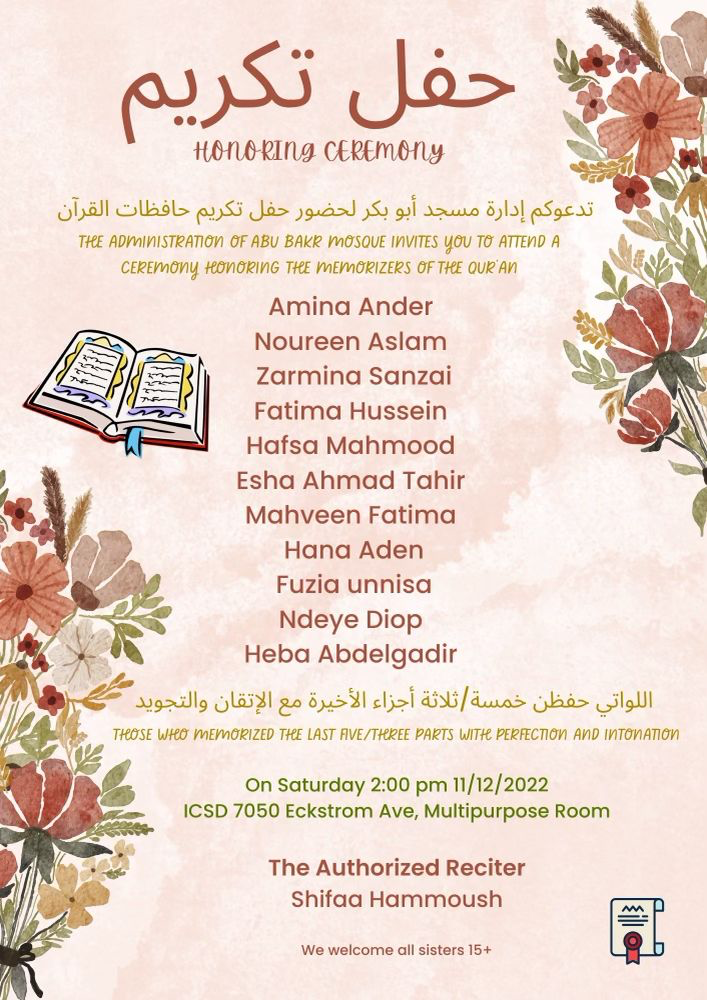 حفل تكريم
HONORING CEREMONY
تدعوكم إدارة مسجد أبو بكر لحضور حفل تكريم حافظات القرآن
THE ADMINISTRATION OF ABU BAKR MOSQUE INVITES YOU TO ATTEND A
CEREMONY HONORING THE MEMORIZERS OF THE QUR'AN
Amina Ander
Noureen Aslam
Zarmina Sanzai
Fatima Hussein
Hafsa Mahmood
Esha Ahmad Tahir
Mahveen Fatima
Hana Aden
Fuzia unnisa
Ndeye Diop
Heba Abdelgadir
اللواتي حفظن خمسة/ثلاثة أجزاء الأخيرة مع الإتقان والتجويد
THOSE WHO MEMORIZED THE LAST FIVE/THREE PARTS WITH PERFECTION AND INTONATION
On Saturday 2:00 pm 11/12/2022
ICSD 7050 Eckstrom Ave, Multipurpose Room
The Authorized Reciter
Shifaa Hammoush
We welcome all sisters 15+